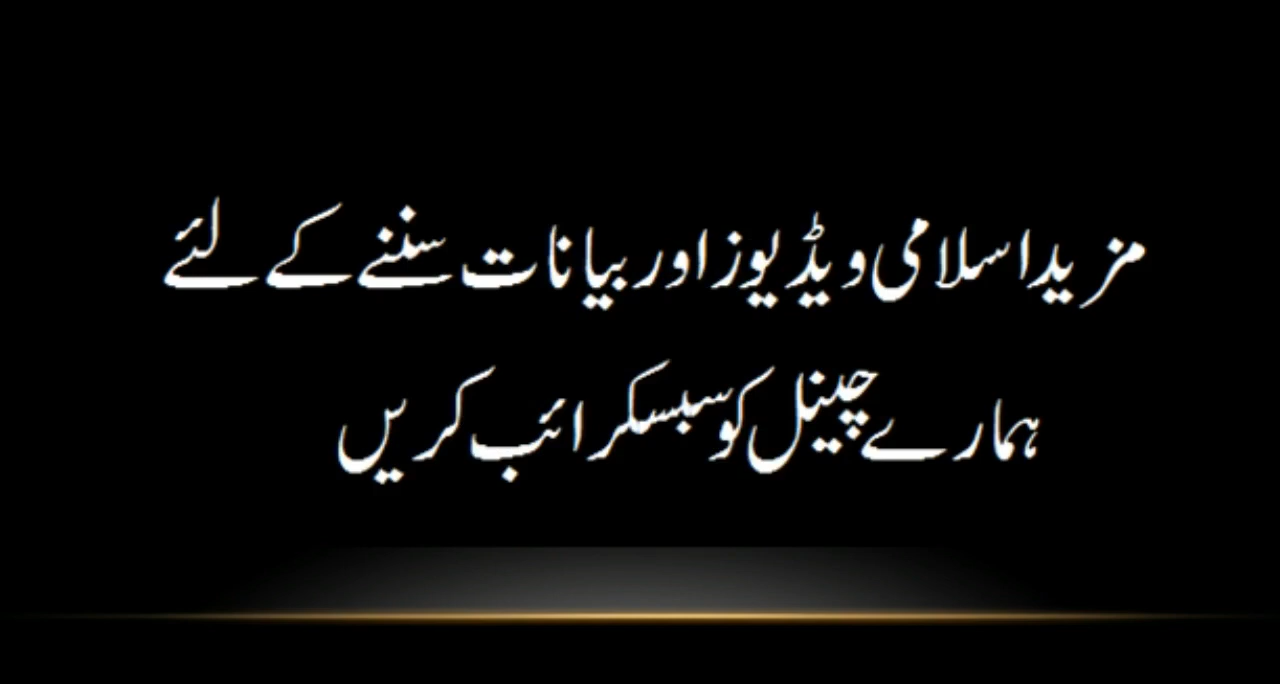 مزید اسلامی ویڈیوز اور بیانات سننے کے لئے
ہمارے چینل کو سبسکرائب کریں